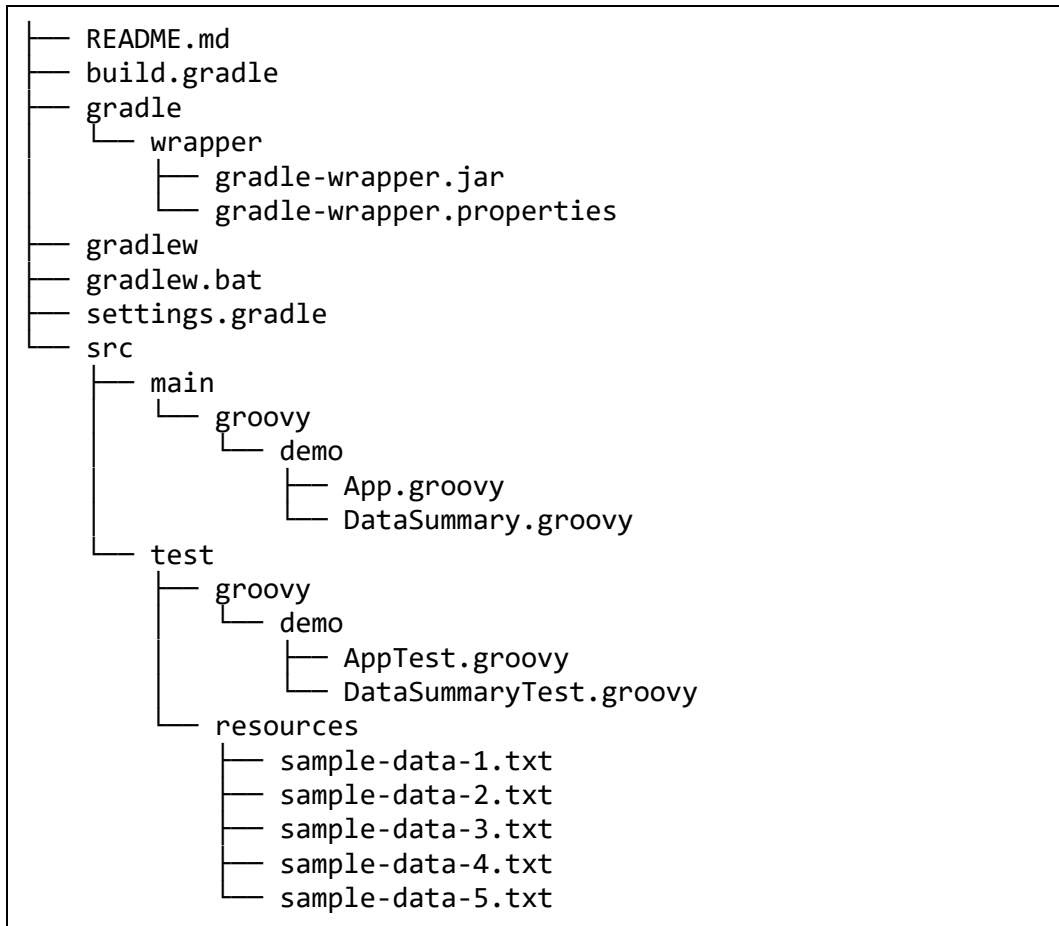 ├── README.md
├── build.gradle
├── gradle
│   └── wrapper
│       ├── gradle-wrapper.jar
│       └── gradle-wrapper.properties
├── gradlew
├── gradlew.bat
├── settings.gradle
└── src
    ├── main
    │   └── groovy
    │       └── demo
    │           ├── App.groovy
    │           └── DataSummary.groovy
    └── test
        ├── groovy
        │   └── demo
        │       ├── AppTest.groovy
        │       └── DataSummaryTest.groovy
        └── resources
            ├── sample-data-1.txt
            ├── sample-data-2.txt
            ├── sample-data-3.txt
            ├── sample-data-4.txt
            └── sample-data-5.txt